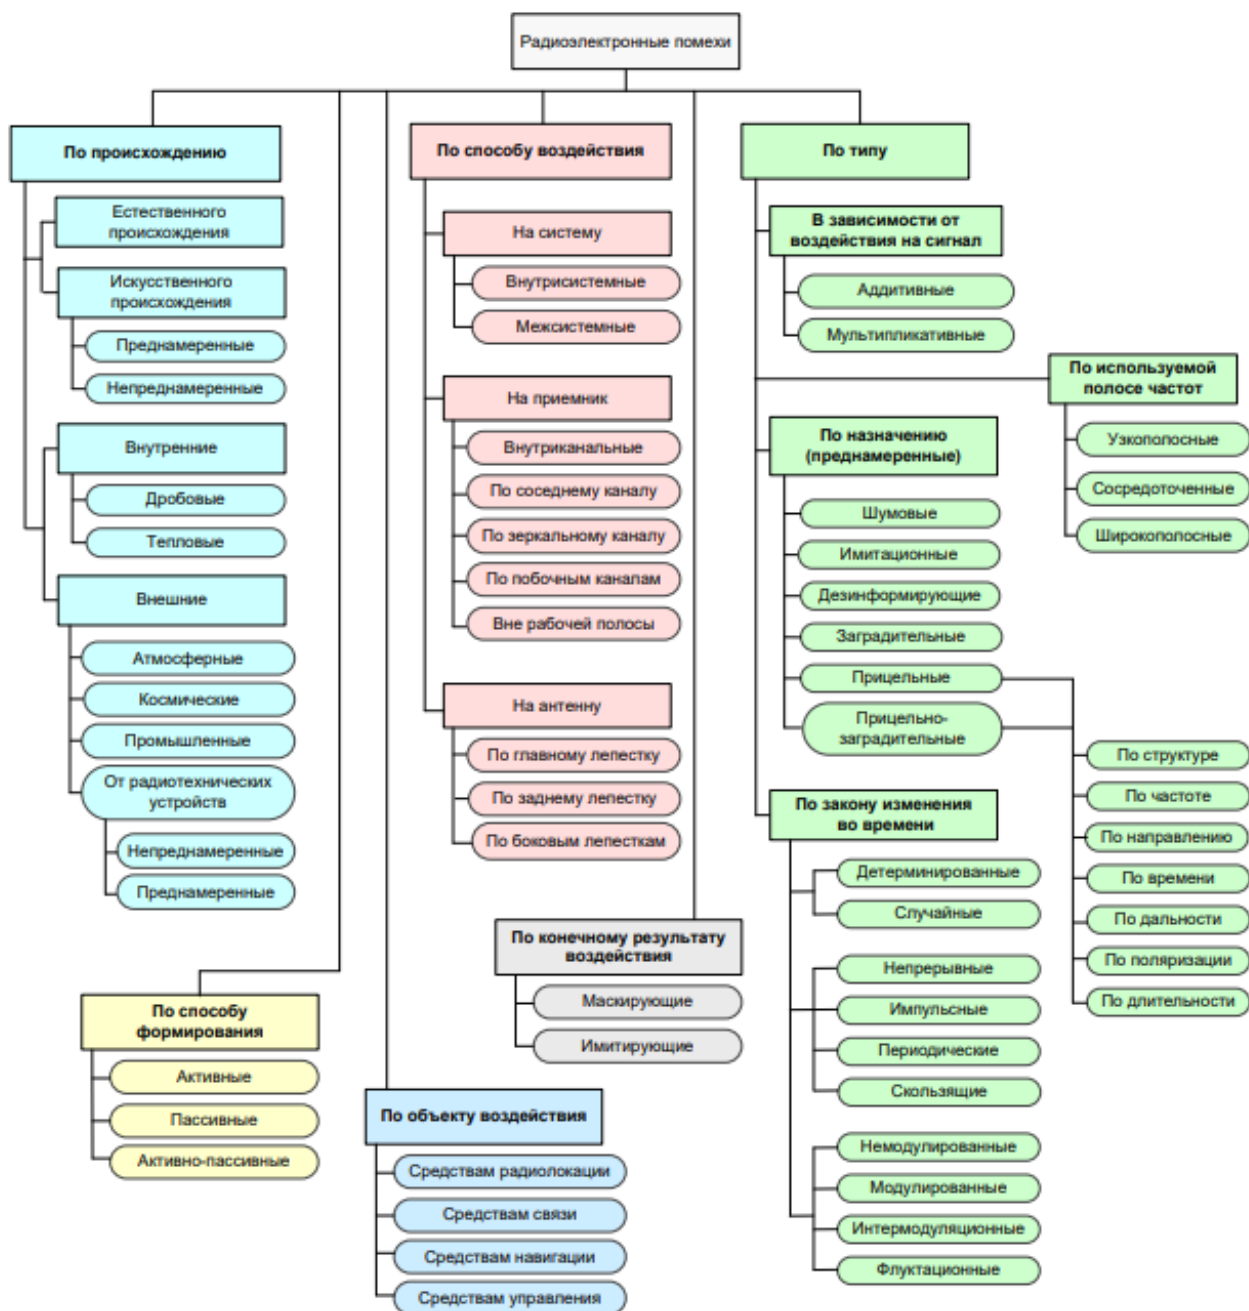 Радиоэлектронные помехи
По происхождению
Естественного
происхождения
Искусственного
происхождения
Преднамеренные
Непреднамеренные
Внутренние
Дробовые
Тепловые
Внешние
Атмосферные
Космические
Промышленные
От радиотехнических
устройств
Непреднамеренные
Преднамеренные
По способу
формирования
Активные
Пассивные
Активно-пассивные
По способу воздействия
На систему
Внутрисистемные
Межсистемные
На приемник
Внутриканальные
По соседнему каналу
По зеркальному каналу
По побочным каналам
Вне рабочей полосы
На антенну
По главному лепестку
По заднему лепестку
По боковым лепесткам
По конечному результату
воздействия
Маскирующие
Имитирующие
По объекту воздействия
Средствам радиолокации
Средствам связи
Средствам навигации
Средствам управления
По типу
В зависимости от
воздействия на сигнал
Аддитивные
Мультипликативные
По используемой
полосе частот
Узкополосные
Сосредоточенные
Широкополосные
По назначению
(преднамеренные)
Шумовые
Имитационные
Дезинформирующие
Заградительные
Прицельные
Прицельно-
заградительные
По структуре
По частоте
По направлению
По времени
По дальности
По поляризации
По длительности
По закону изменения
во времени
Детерминированные
Случайные
Непрерывные
Импульсные
Периодические
Скользящие
Немодулированные
Модулированные
Интермодуляционные
Флуктационные